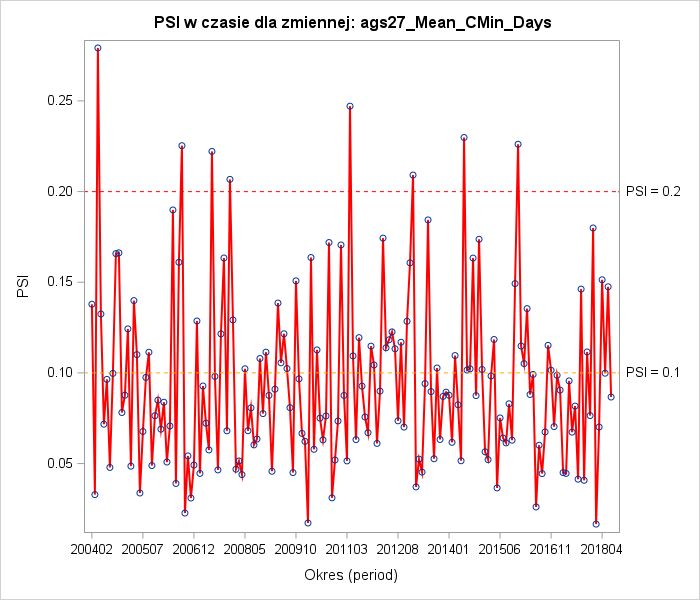 PSI w czasie dla zmiennej: ags27_Mean_CMin_Days
PSI
0.25
0.20
0.15
0.10
0.05
PSI = 0.2
PSI = 0.1
200402 200507 200612 200805 200910 201103 201208 201401 201506 201611 201804
Okres (period)